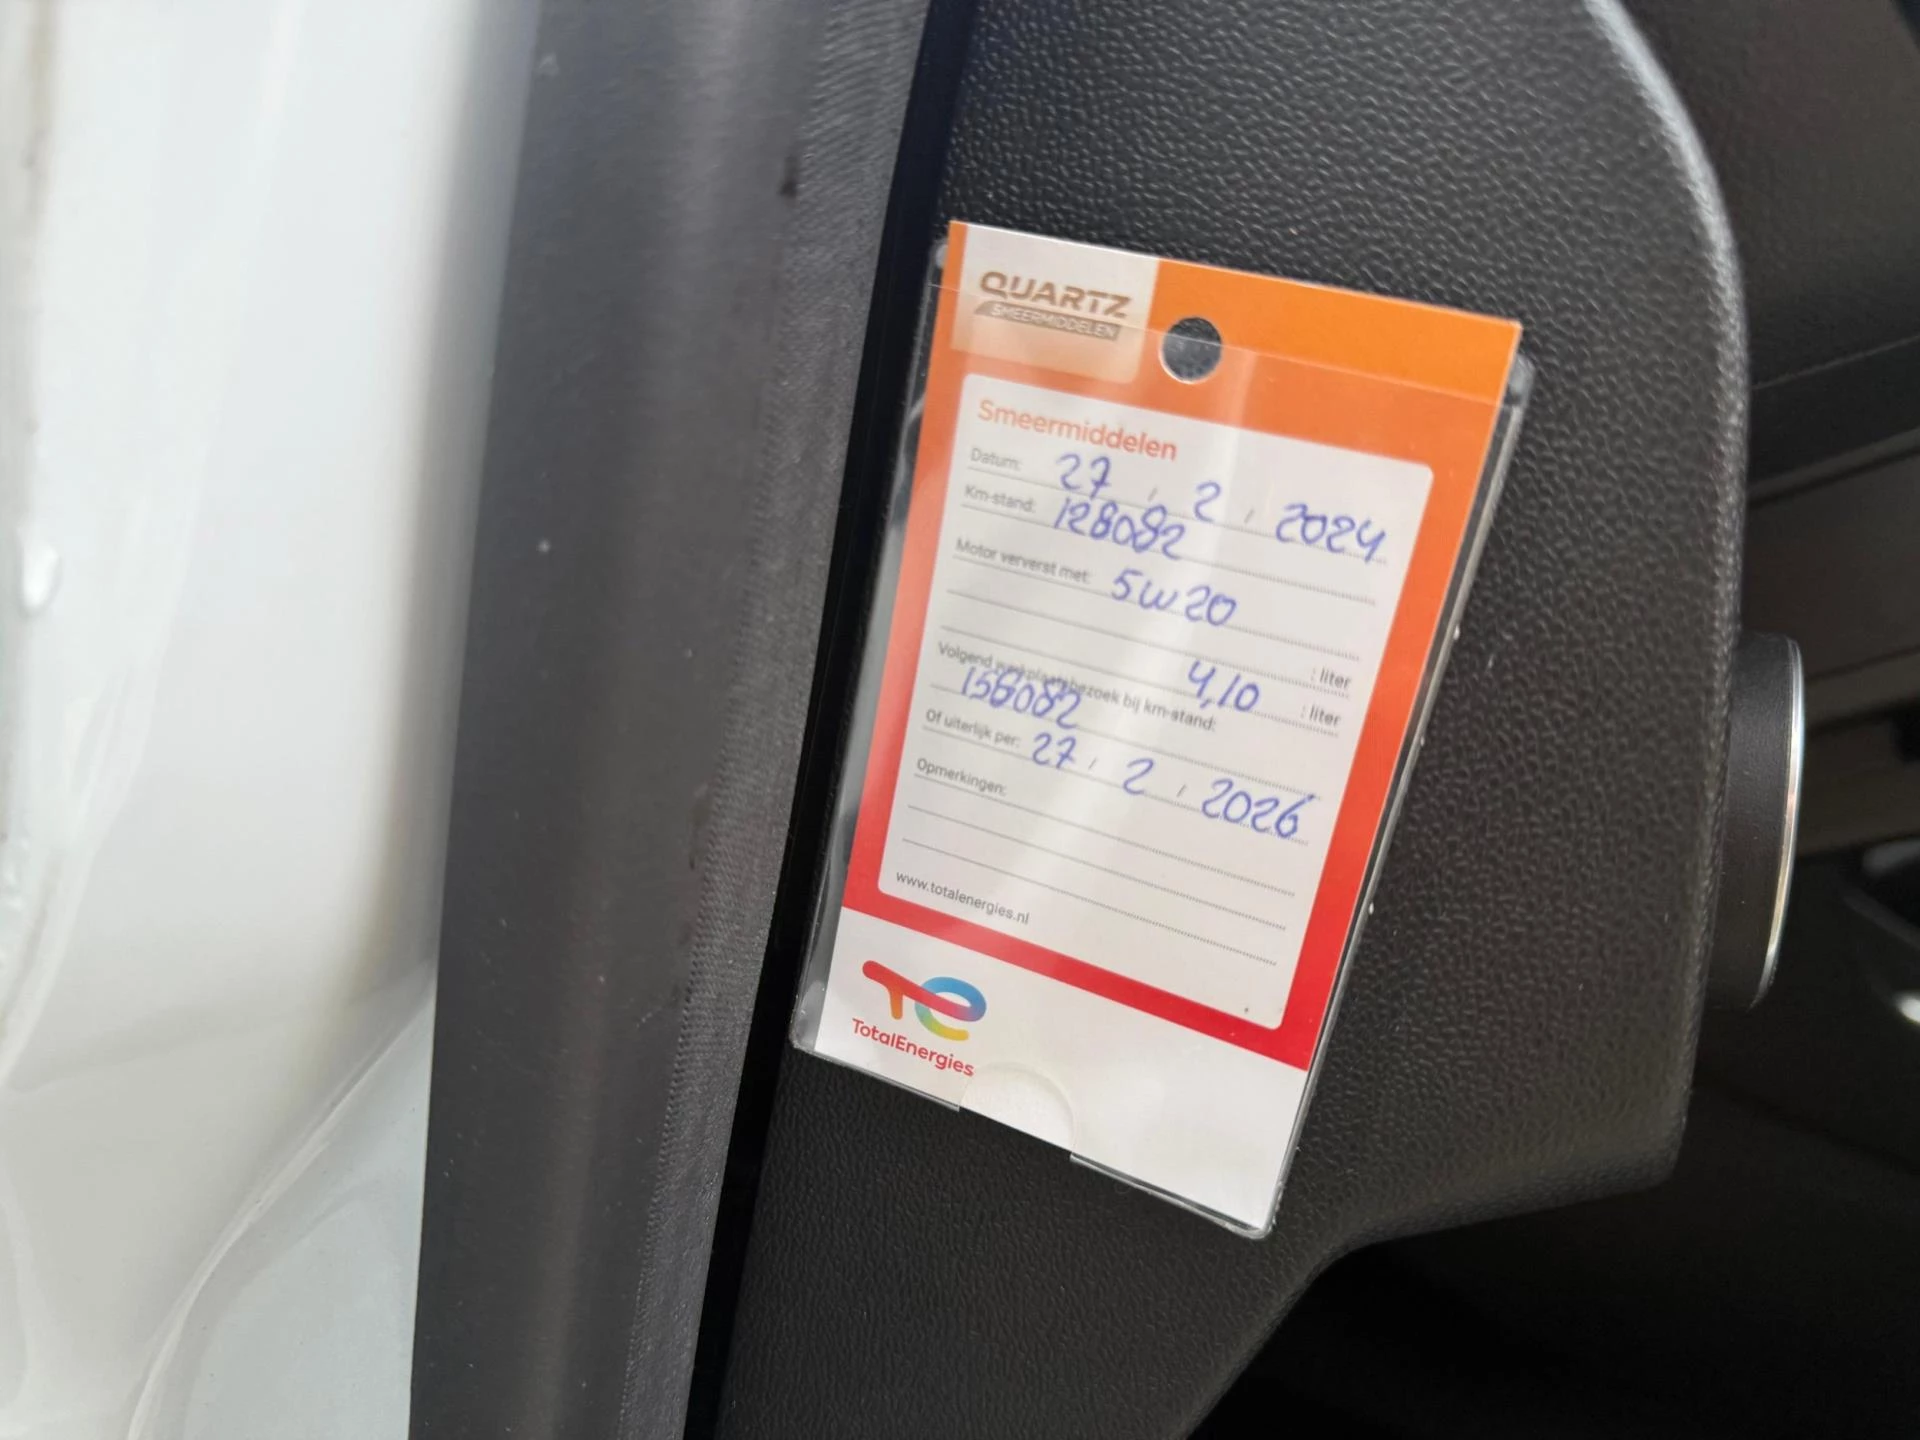 QUARTZ
SMEERMIDDELEN
Smeermiddelen
Datum: 27 , 2 , 2024
Km-stand: 128082
Motor ververst met: 5W20
: liter
4,10 : liter
Volgend werkplaatsbezoek bij km-stand:
158082
Of uiterlijk per: 27 , 2 , 2026
Opmerkingen:
www.totalenergies.nl
TotalEnergies